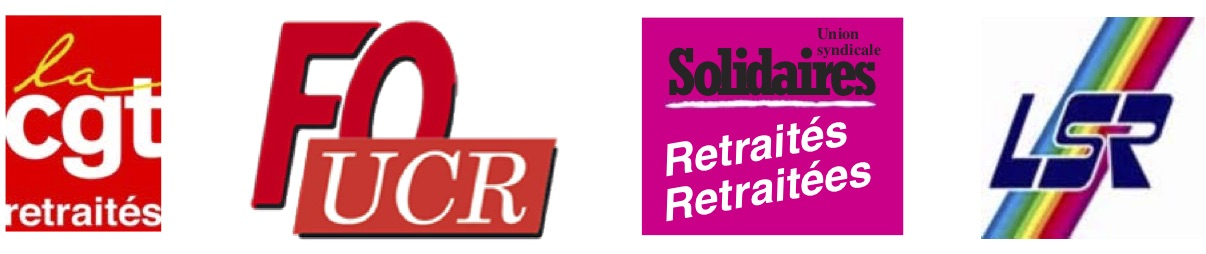 la
cgt
retraités
FO
UCR
Union
syndicale
Solidaires
Retraités
Retraitées
LSR